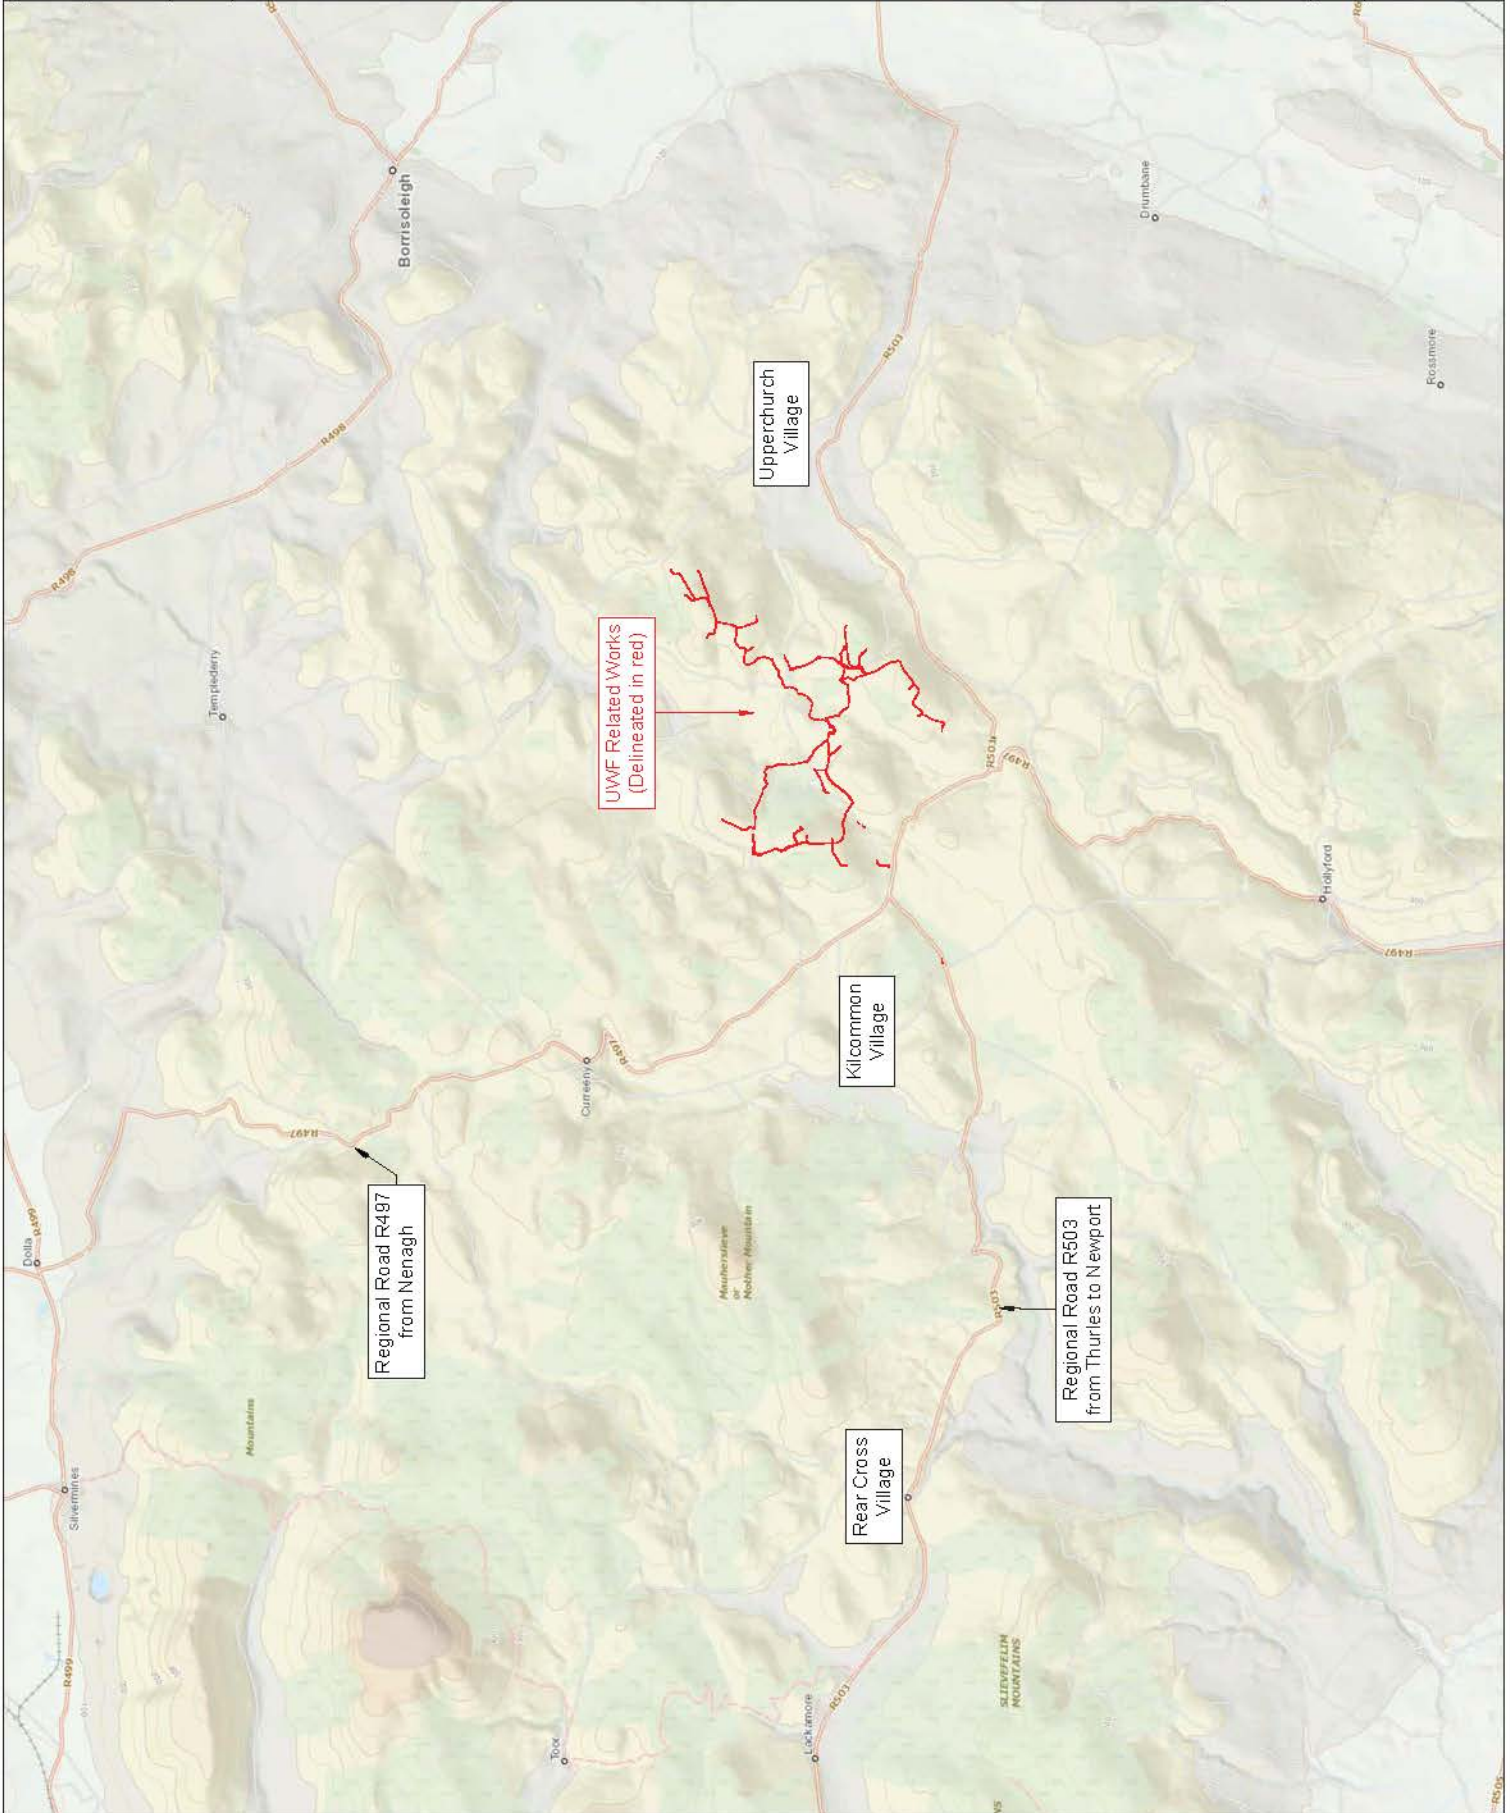 R498
R498
Borrisoleigh
Templederry
Dolla
R499
Silvermines
R499
R497
Regional Road R497
from Nenagh
Mountains
Curreeny
R497
UWF Related Works
(Delineated in red)
Upperchurch
Village
R503
Drumbane
Rossmore
R503
R497
Kilcommon
Village
Hollyford
R497
Mauherslieve
or
Mother Mountain
Regional Road R503
from Thurles to Newport
R503
Rear Cross
Village
R503
Toor
Lackamore
SLIEVEFELIM
MOUNTAINS
R505